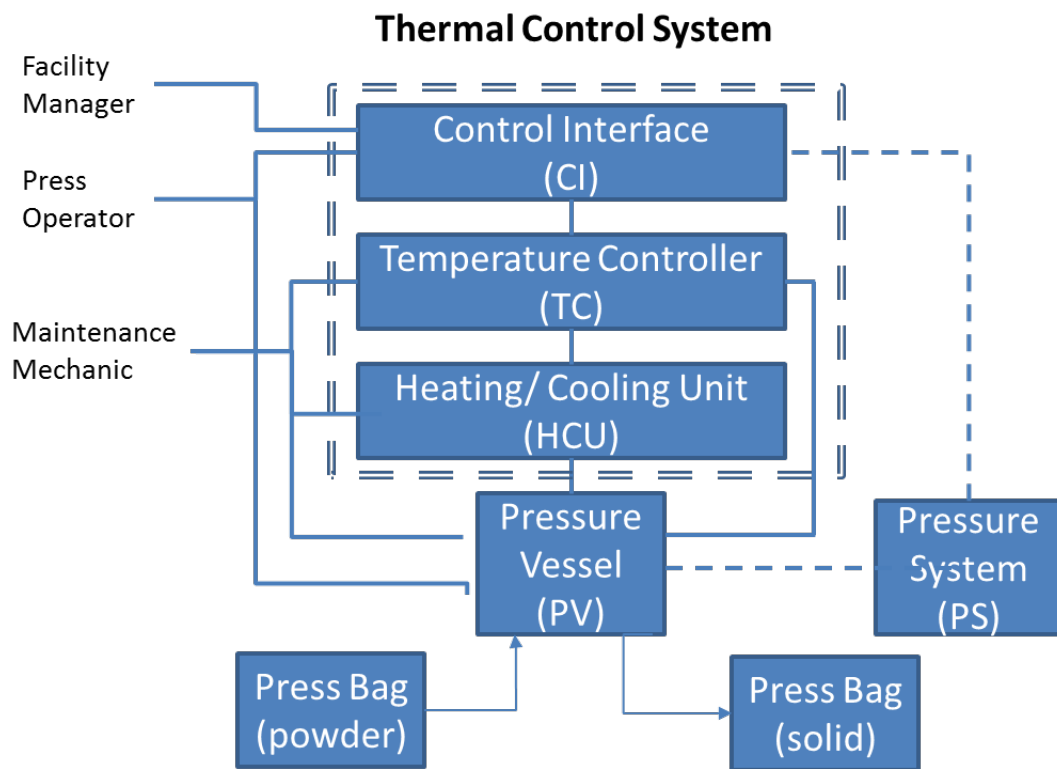 Thermal Control System
Facility
Manager
Control Interface
(CI)
Press
Operator
Temperature Controller
(TC)
Maintenance
Mechanic
Heating/ Cooling Unit
(HCU)
Pressure
Vessel
(PV)
Pressure
System
(PS)
Press Bag
(powder)
Press Bag
(solid)